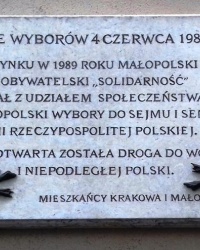 E WYBORÓW 4 CZERWCA 198
YNKU W 1989 ROKU MAŁOPOLSKI
OBYWATELSKI „SOLIDARNOŚĆ”
AŁ Z UDZIAŁEM SPOŁECZEŃSTWA
OPOLSKI WYBORY DO SEJMU I SEN
II RZECZYPOSPOLITEJ POLSKIEJ.
OTWARTA ZOSTAŁA DROGA DO WO
I NIEPODLEGŁEJ POLSKI.
MIESZKAŃCY KRAKOWA I MAŁO